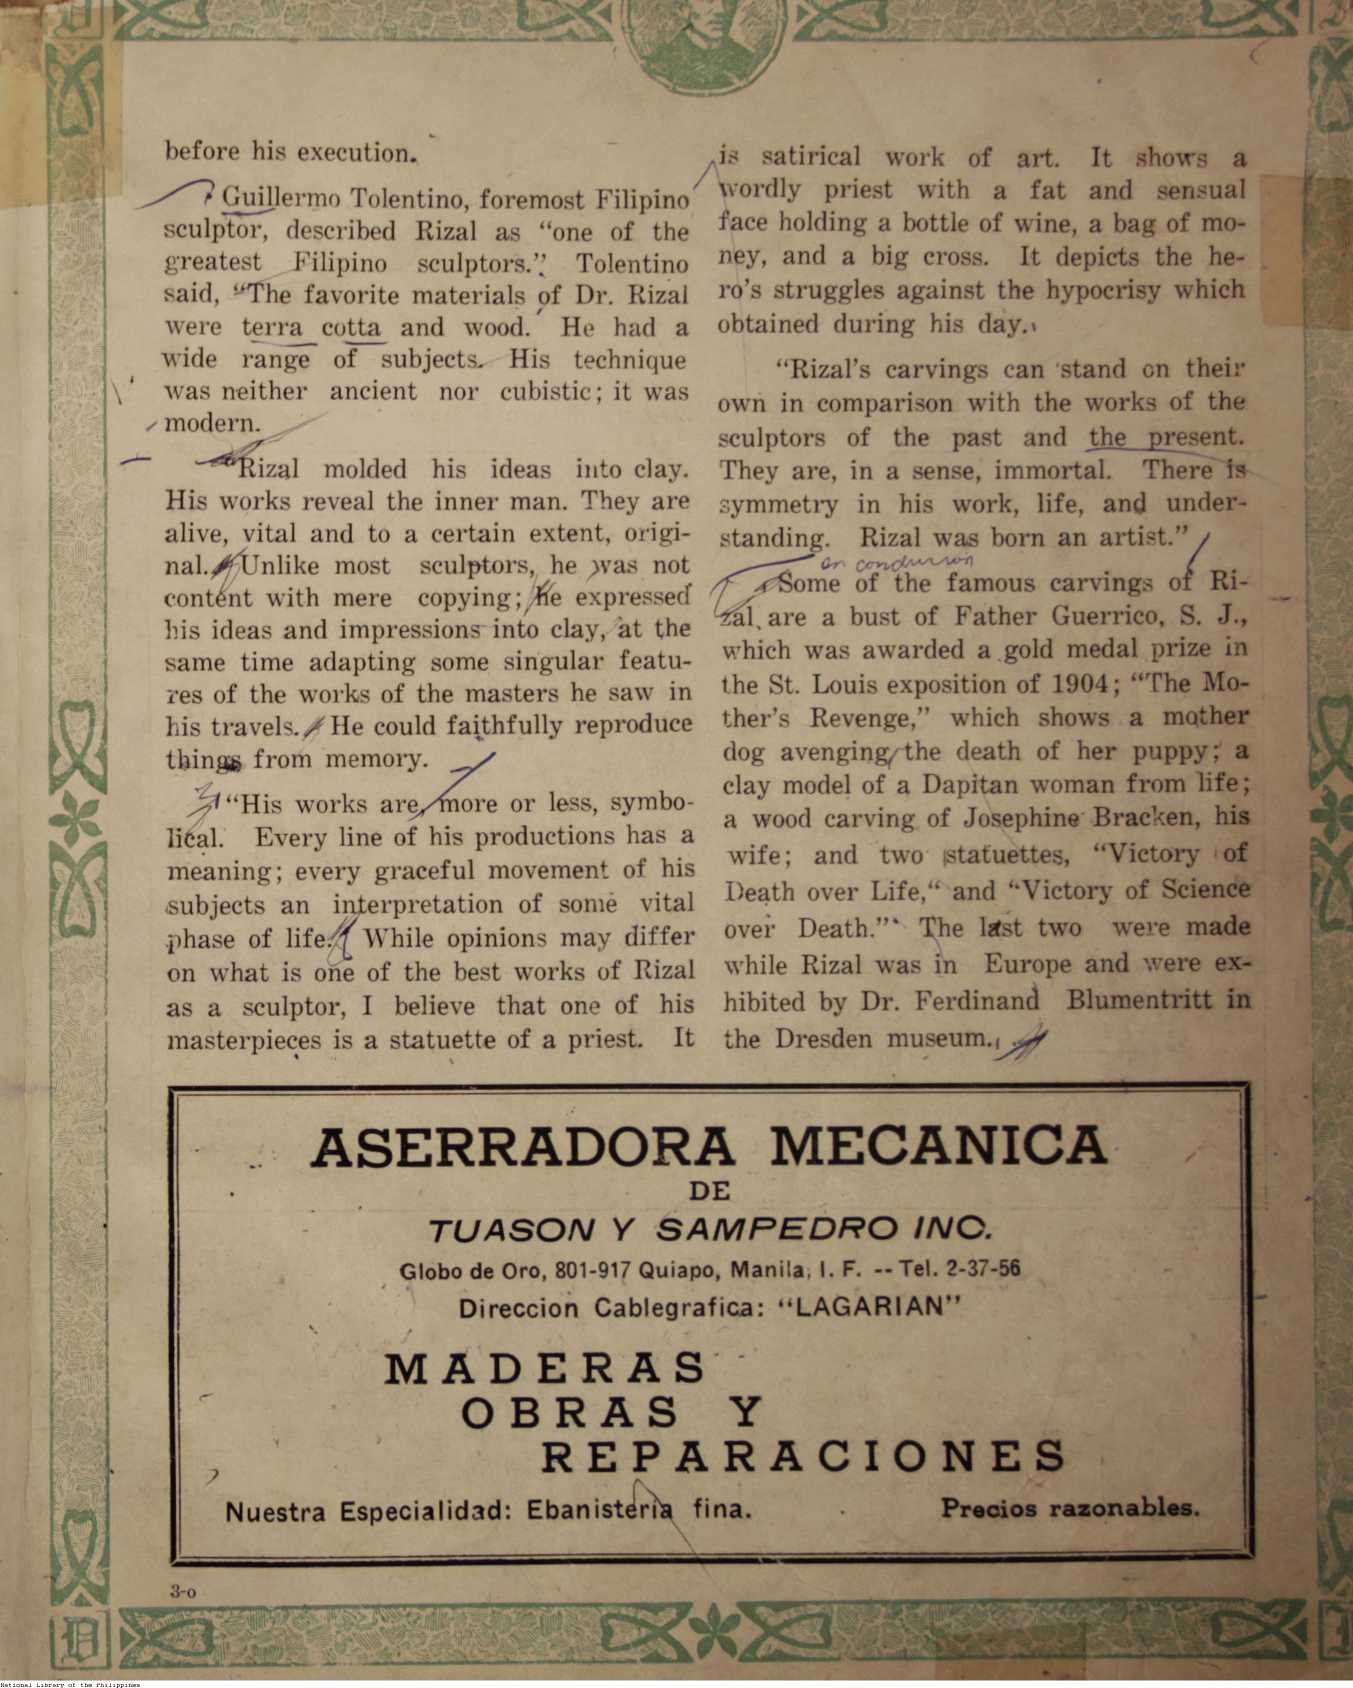 before his execution.
Guillermo Tolentino, foremost Filipino
sculptor, described Rizal as “one of the
greatest Filipino sculptors.” Tolentino
said, “The favorite materials of Dr. Rizal
were terra cotta and wood. He had a
wide range of subjects. His technique
was neither ancient nor cubistic; it was
modern.
“Rizal molded his ideas into clay.
His works reveal the inner man. They are
alive, vital and to a certain extent, origi-
nal. Unlike most sculptors, he was not
content with mere copying; he expressed
his ideas and impressions into clay, at the
same time adapting some singular featu-
res of the works of the masters he saw in
his travels. He could faithfully reproduce
things from memory.
“His works are, more or less, symbo-
lical. Every line of his productions has a
meaning; every graceful movement of his
subjects an interpretation of some vital
phase of life. While opinions may differ
on what is one of the best works of Rizal
as a sculptor, I believe that one of his
masterpieces is a statuette of a priest. It
is satirical work of art. It shows a
wordly priest with a fat and sensual
face holding a bottle of wine, a bag of mo-
ney, and a big cross. It depicts the he-
ro’s struggles against the hypocrisy which
obtained during his day.
“Rizal’s carvings can stand on their
own in comparison with the works of the
sculptors of the past and the present.
They are, in a sense, immortal. There is
symmetry in his work, life, and under-
standing. Rizal was born an artist.”
in conclusion
Some of the famous carvings of Ri-
zal are a bust of Father Guerrico, S. J.,
which was awarded a gold medal prize in
the St. Louis exposition of 1904; “The Mo-
ther’s Revenge,” which shows a mother
dog avenging the death of her puppy; a
clay model of a Dapitan woman from life;
a wood carving of Josephine Bracken, his
wife; and two statuettes, “Victory of
Death over Life,“ and “Victory of Science
over Death.” The last two were made
while Rizal was in Europe and were ex-
hibited by Dr. Ferdinand Blumentritt in
the Dresden museum.
ASERRADORA MECANICA
DE
TUASON Y SAMPEDRO INC.
Globo de Oro, 801-917 Quiapo, Manila, I. F. -- Tel. 2-37-56
Direccion Cablegrafica: “LAGARIAN”
MADERAS
OBRAS Y
REPARACIONES
Nuestra Especialidad: Ebanistería fina. Precios razonables.
3-o
National Library of the Philippines